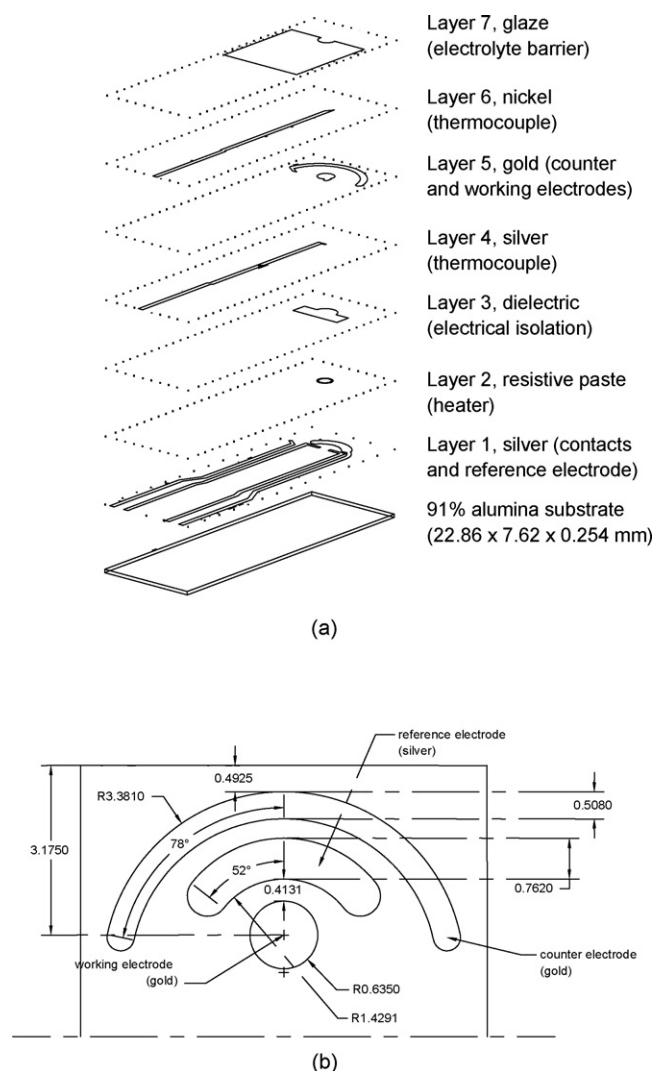 Layer 7, glaze
(electrolyte barrier)
Layer 6, nickel
(thermocouple)
Layer 5, gold (counter
and working electrodes)
Layer 4, silver
(thermocouple)
Layer 3, dielectric
(electrical isolation)
Layer 2, resistive paste
(heater)
Layer 1, silver (contacts
and reference electrode)
91% alumina substrate
(22.86 x 7.62 x 0.254 mm)
(a)
reference electrode
(silver)
0.4925
R3.3810
0.5080
3.1750
78°
52°
0.4131
0.7620
working electrode
(gold)
counter electrode
(gold)
R0.6350
R1.4291
(b)